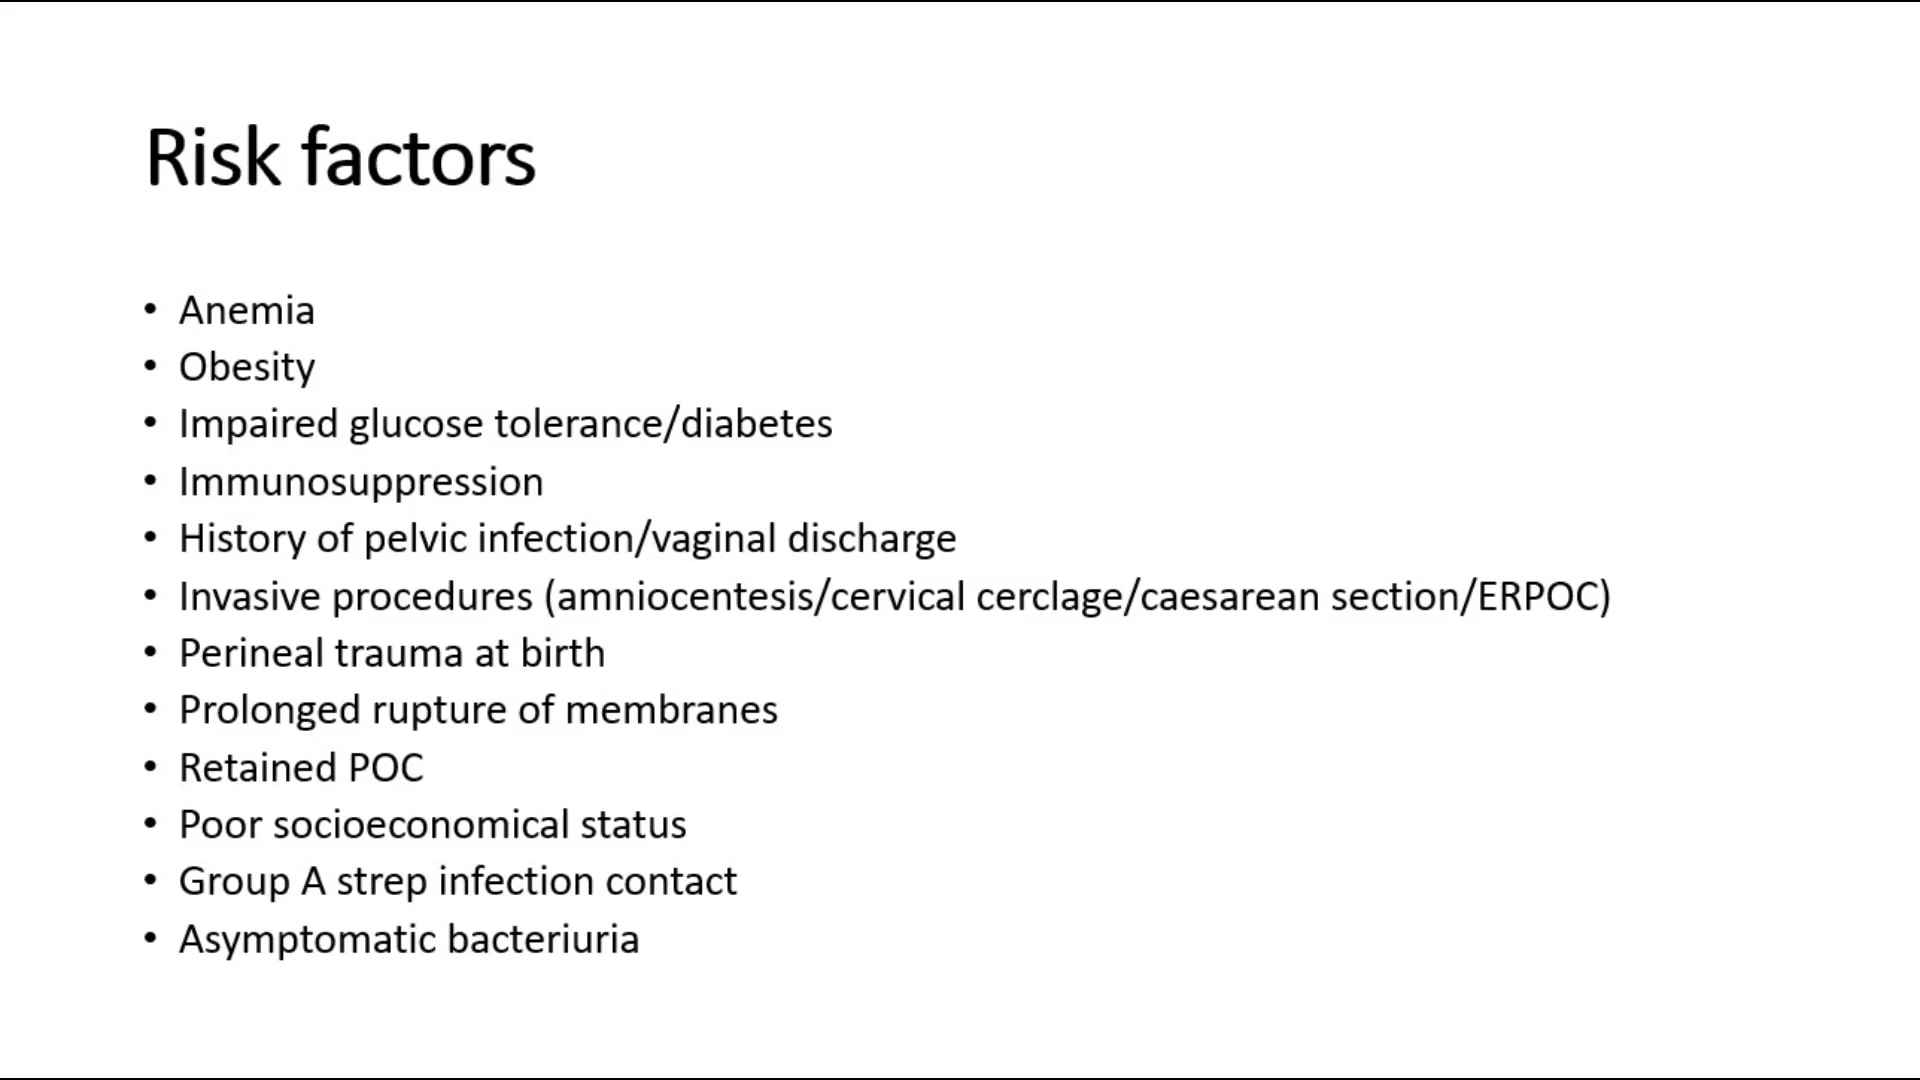 Risk factors
• Anemia
• Obesity
• Impaired glucose tolerance/diabetes
• Immunosuppression
• History of pelvic infection/vaginal discharge
• Invasive procedures (amniocentesis/cervical cerclage/caesarean section/ERPOC)
• Perineal trauma at birth
• Prolonged rupture of membranes
• Retained POC
• Poor socioeconomical status
• Group A strep infection contact
• Asymptomatic bacteriuria